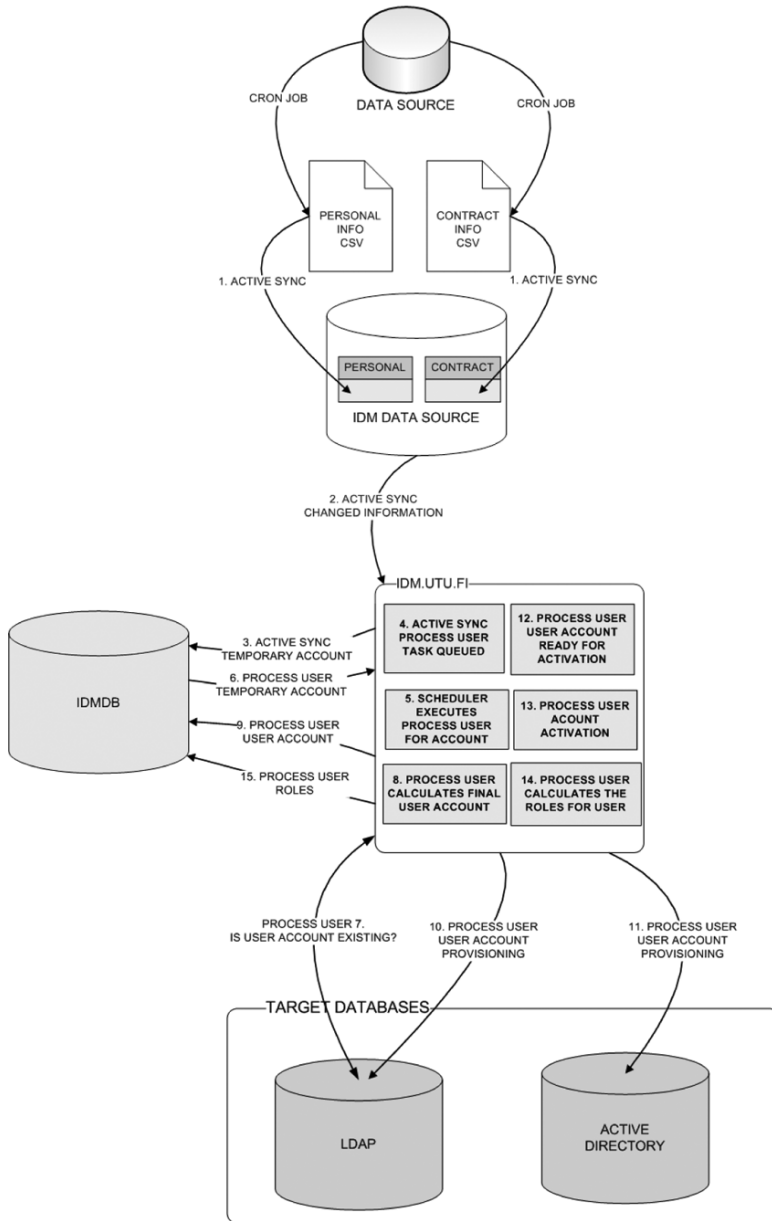 CRON JOB
DATA SOURCE
CRON JOB
PERSONAL
INFO
CSV
CONTRACT
INFO
CSV
1. ACTIVE SYNC
1. ACTIVE SYNC
PERSONAL
CONTRACT
IDM DATA SOURCE
2. ACTIVE SYNC
CHANGED INFORMATION
IDM.UTU.FI
4. ACTIVE SYNC
PROCESS USER
TASK QUEUED
12. PROCESS USER
USER ACCOUNT
READY FOR
ACTIVATION
3. ACTIVE SYNC
TEMPORARY ACCOUNT
6. PROCESS USER
TEMPORARY ACCOUNT
IDMDB
5. SCHEDULER
EXECUTES
PROCESS USER
FOR ACCOUNT
13. PROCESS USER
ACOUNT
ACTIVATION
9. PROCESS USER
USER ACCOUNT
15. PROCESS USER
ROLES
8. PROCESS USER
CALCULATES FINAL
USER ACCOUNT
14. PROCESS USER
CALCULATES THE
ROLES FOR USER
PROCESS USER 7.
IS USER ACCOUNT EXISTING?
10. PROCESS USER
USER ACCOUNT
PROVISIONING
11. PROCESS USER
USER ACCOUNT
PROVISIONING
TARGET DATABASES
LDAP
ACTIVE
DIRECTORY